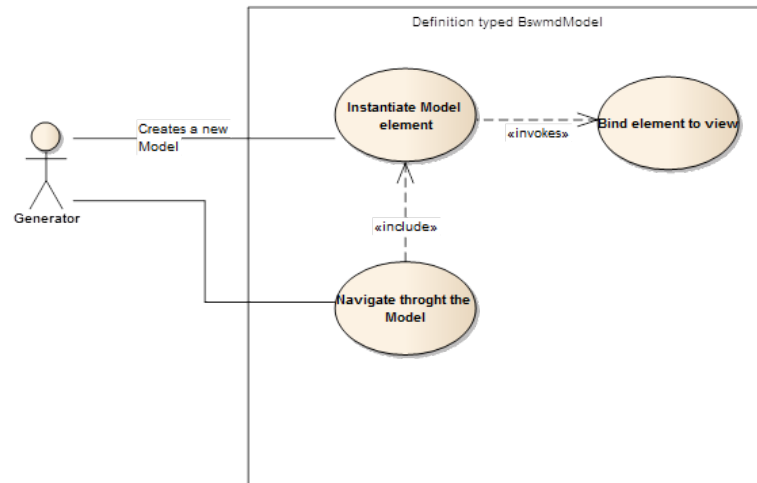 Definition typed BswmdModel
Instantiate Model
element
Bind element to view
Creates a new
Model
«invokes»
Generator
«include»
Navigate throght the
Model